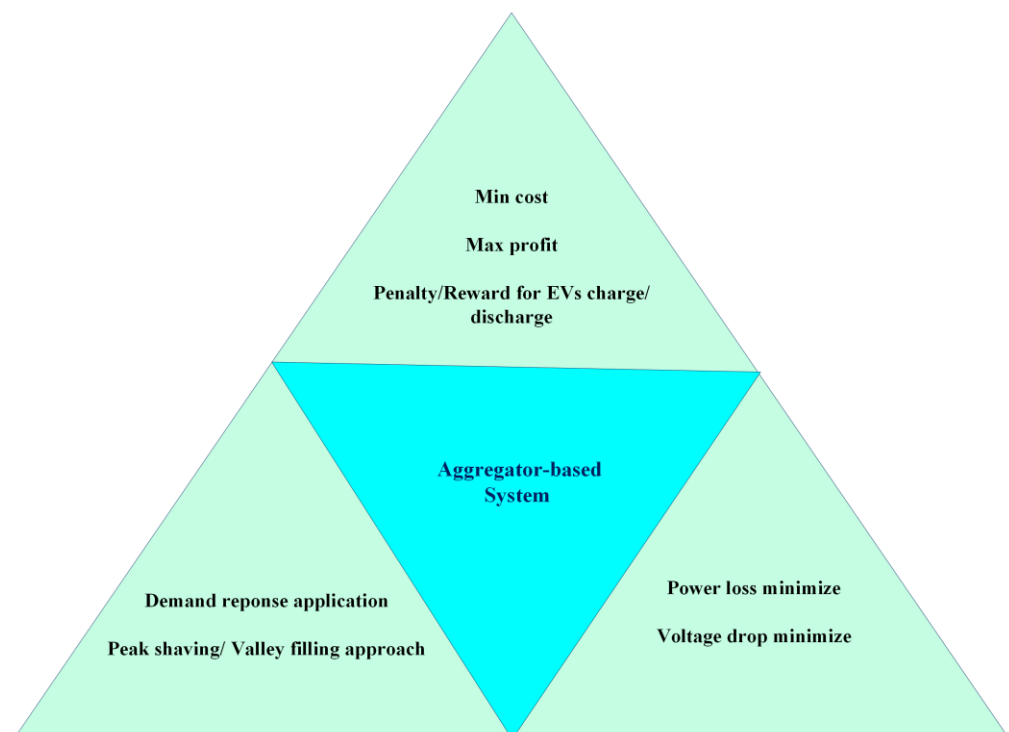 Min cost
Max profit
Penalty/Reward for EVs charge/
discharge
Aggregator-based
System
Demand reponse application
Peak shaving/ Valley filling approach
Power loss minimize
Voltage drop minimize